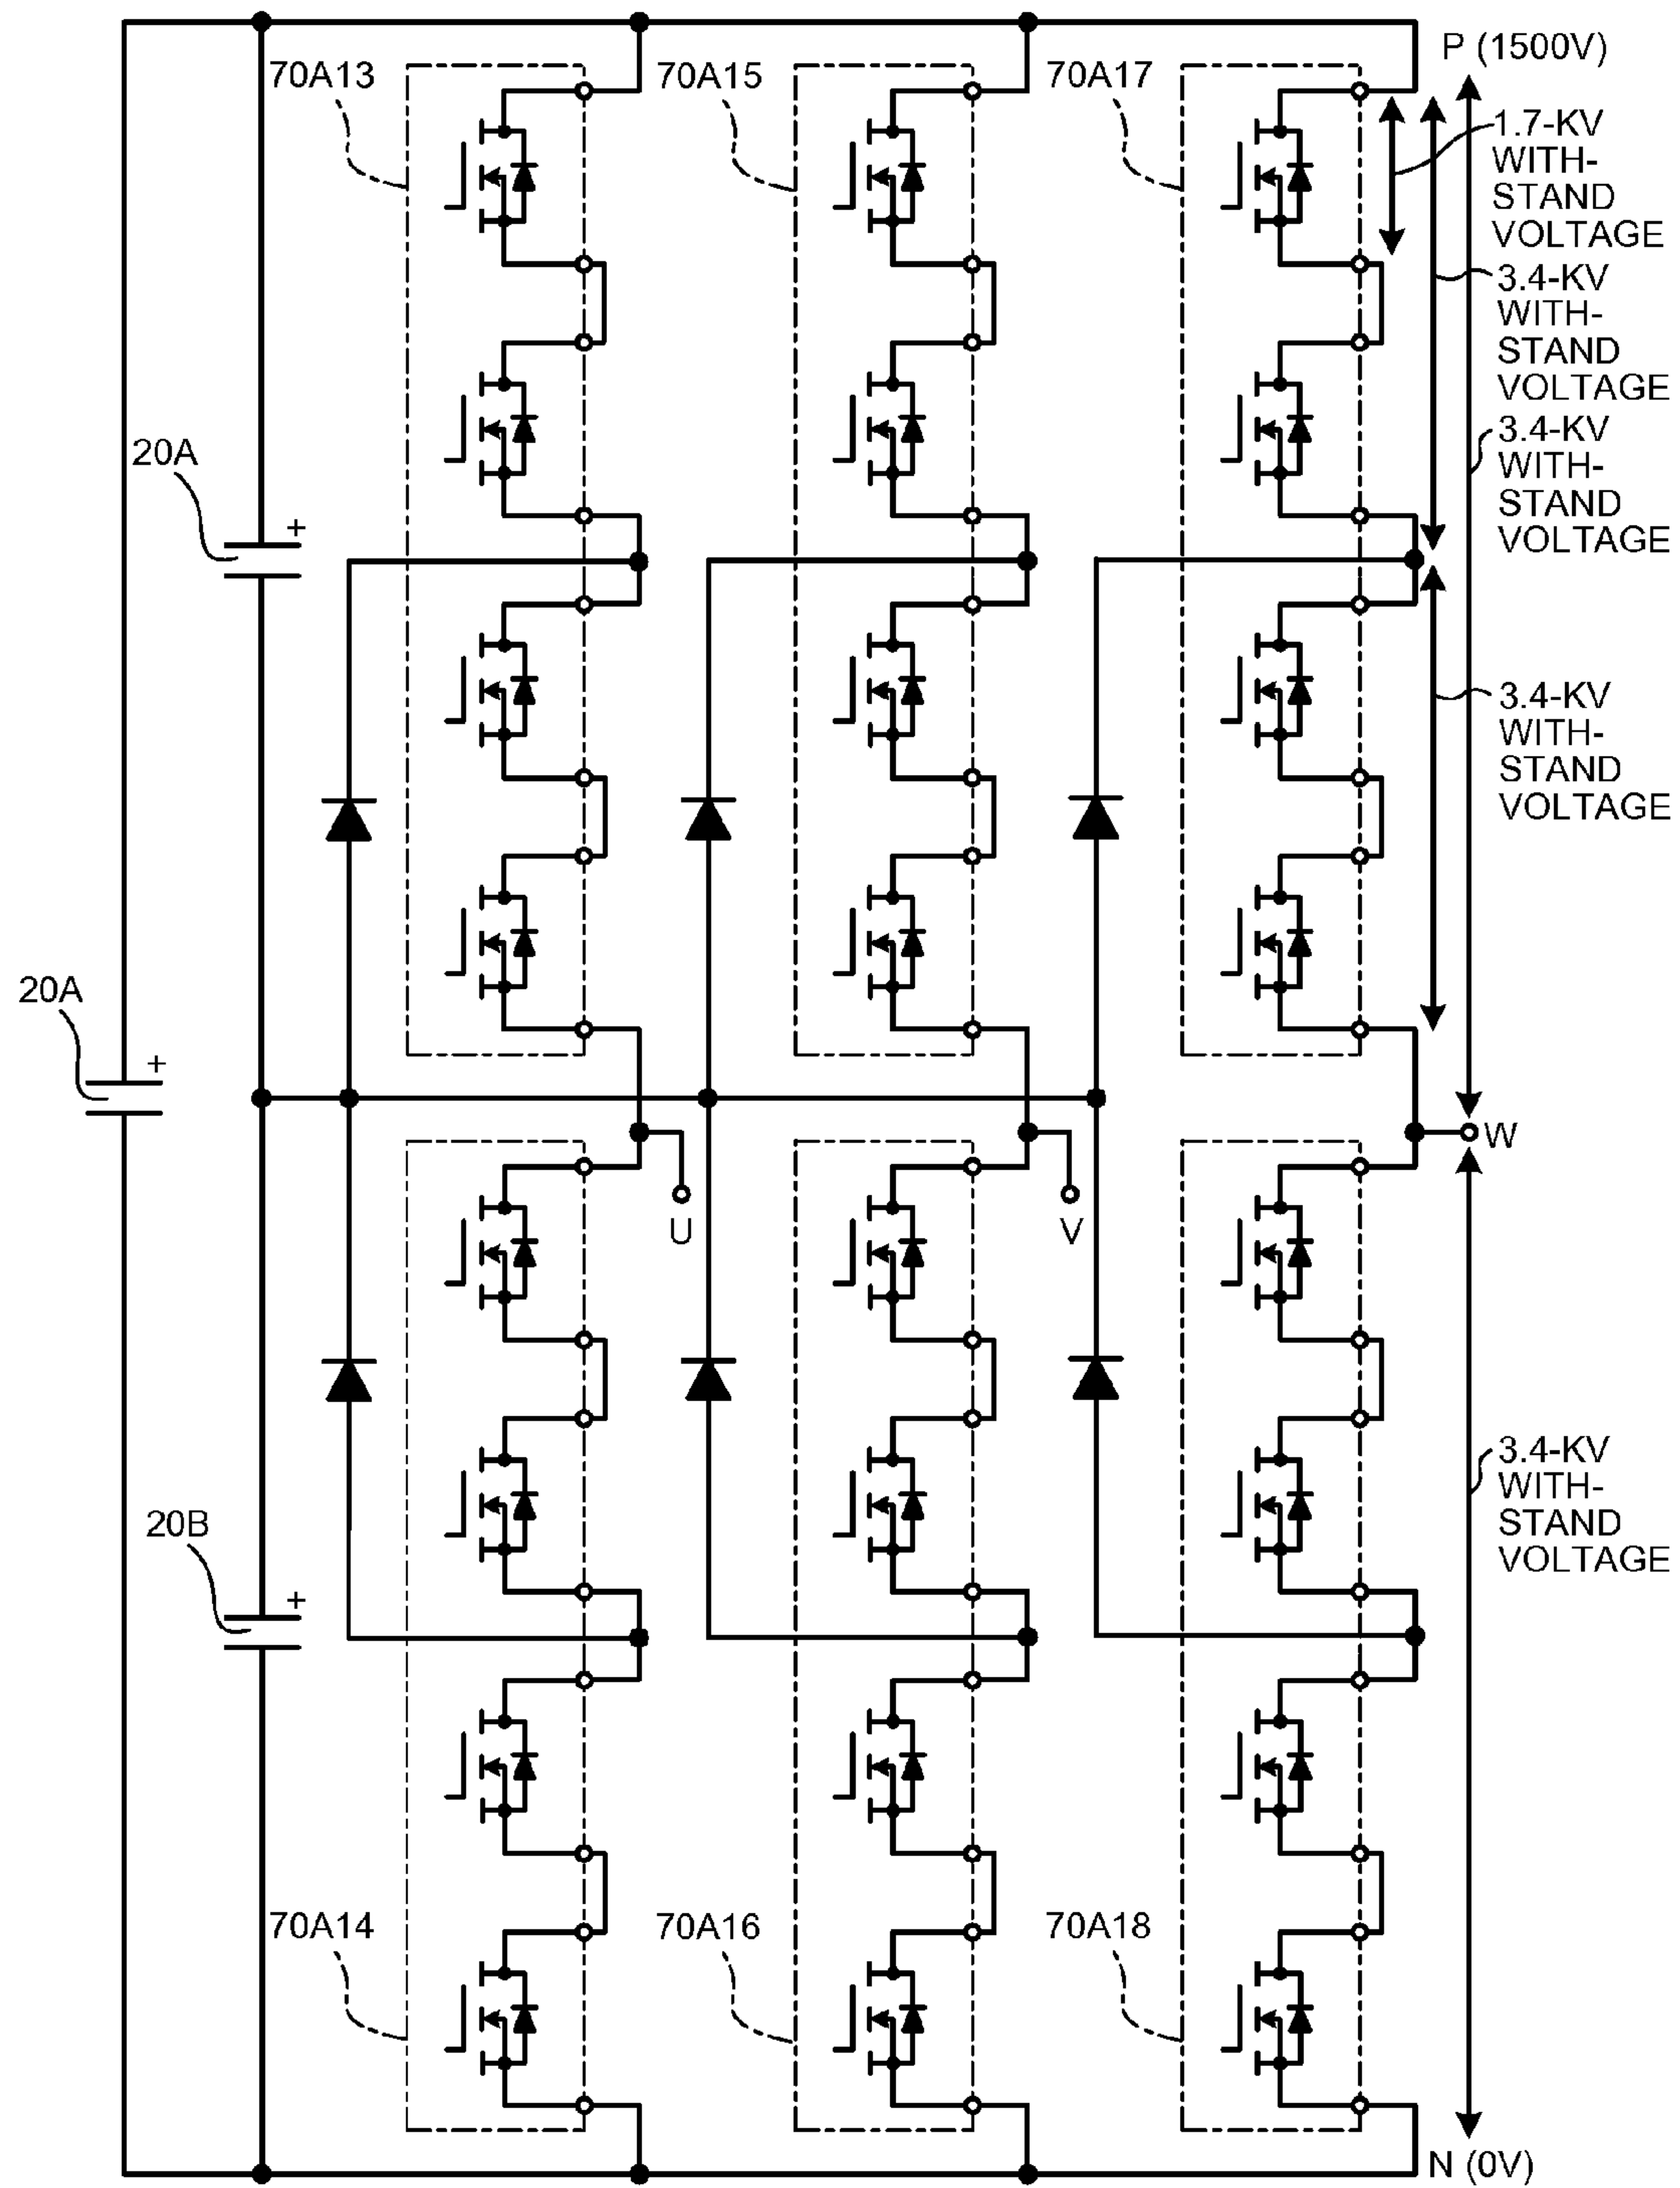 70A13
70A15
70A17
P (1500V)
1.7-KV
WITH-
STAND
VOLTAGE
3.4-KV
WITH-
STAND
VOLTAGE
3.4-KV
WITH-
STAND
VOLTAGE
20A
+
3.4-KV
WITH-
STAND
VOLTAGE
20A
+
U
V
W
3.4-KV
WITH-
STAND
VOLTAGE
20B
+
70A14
70A16
70A18
N (0V)